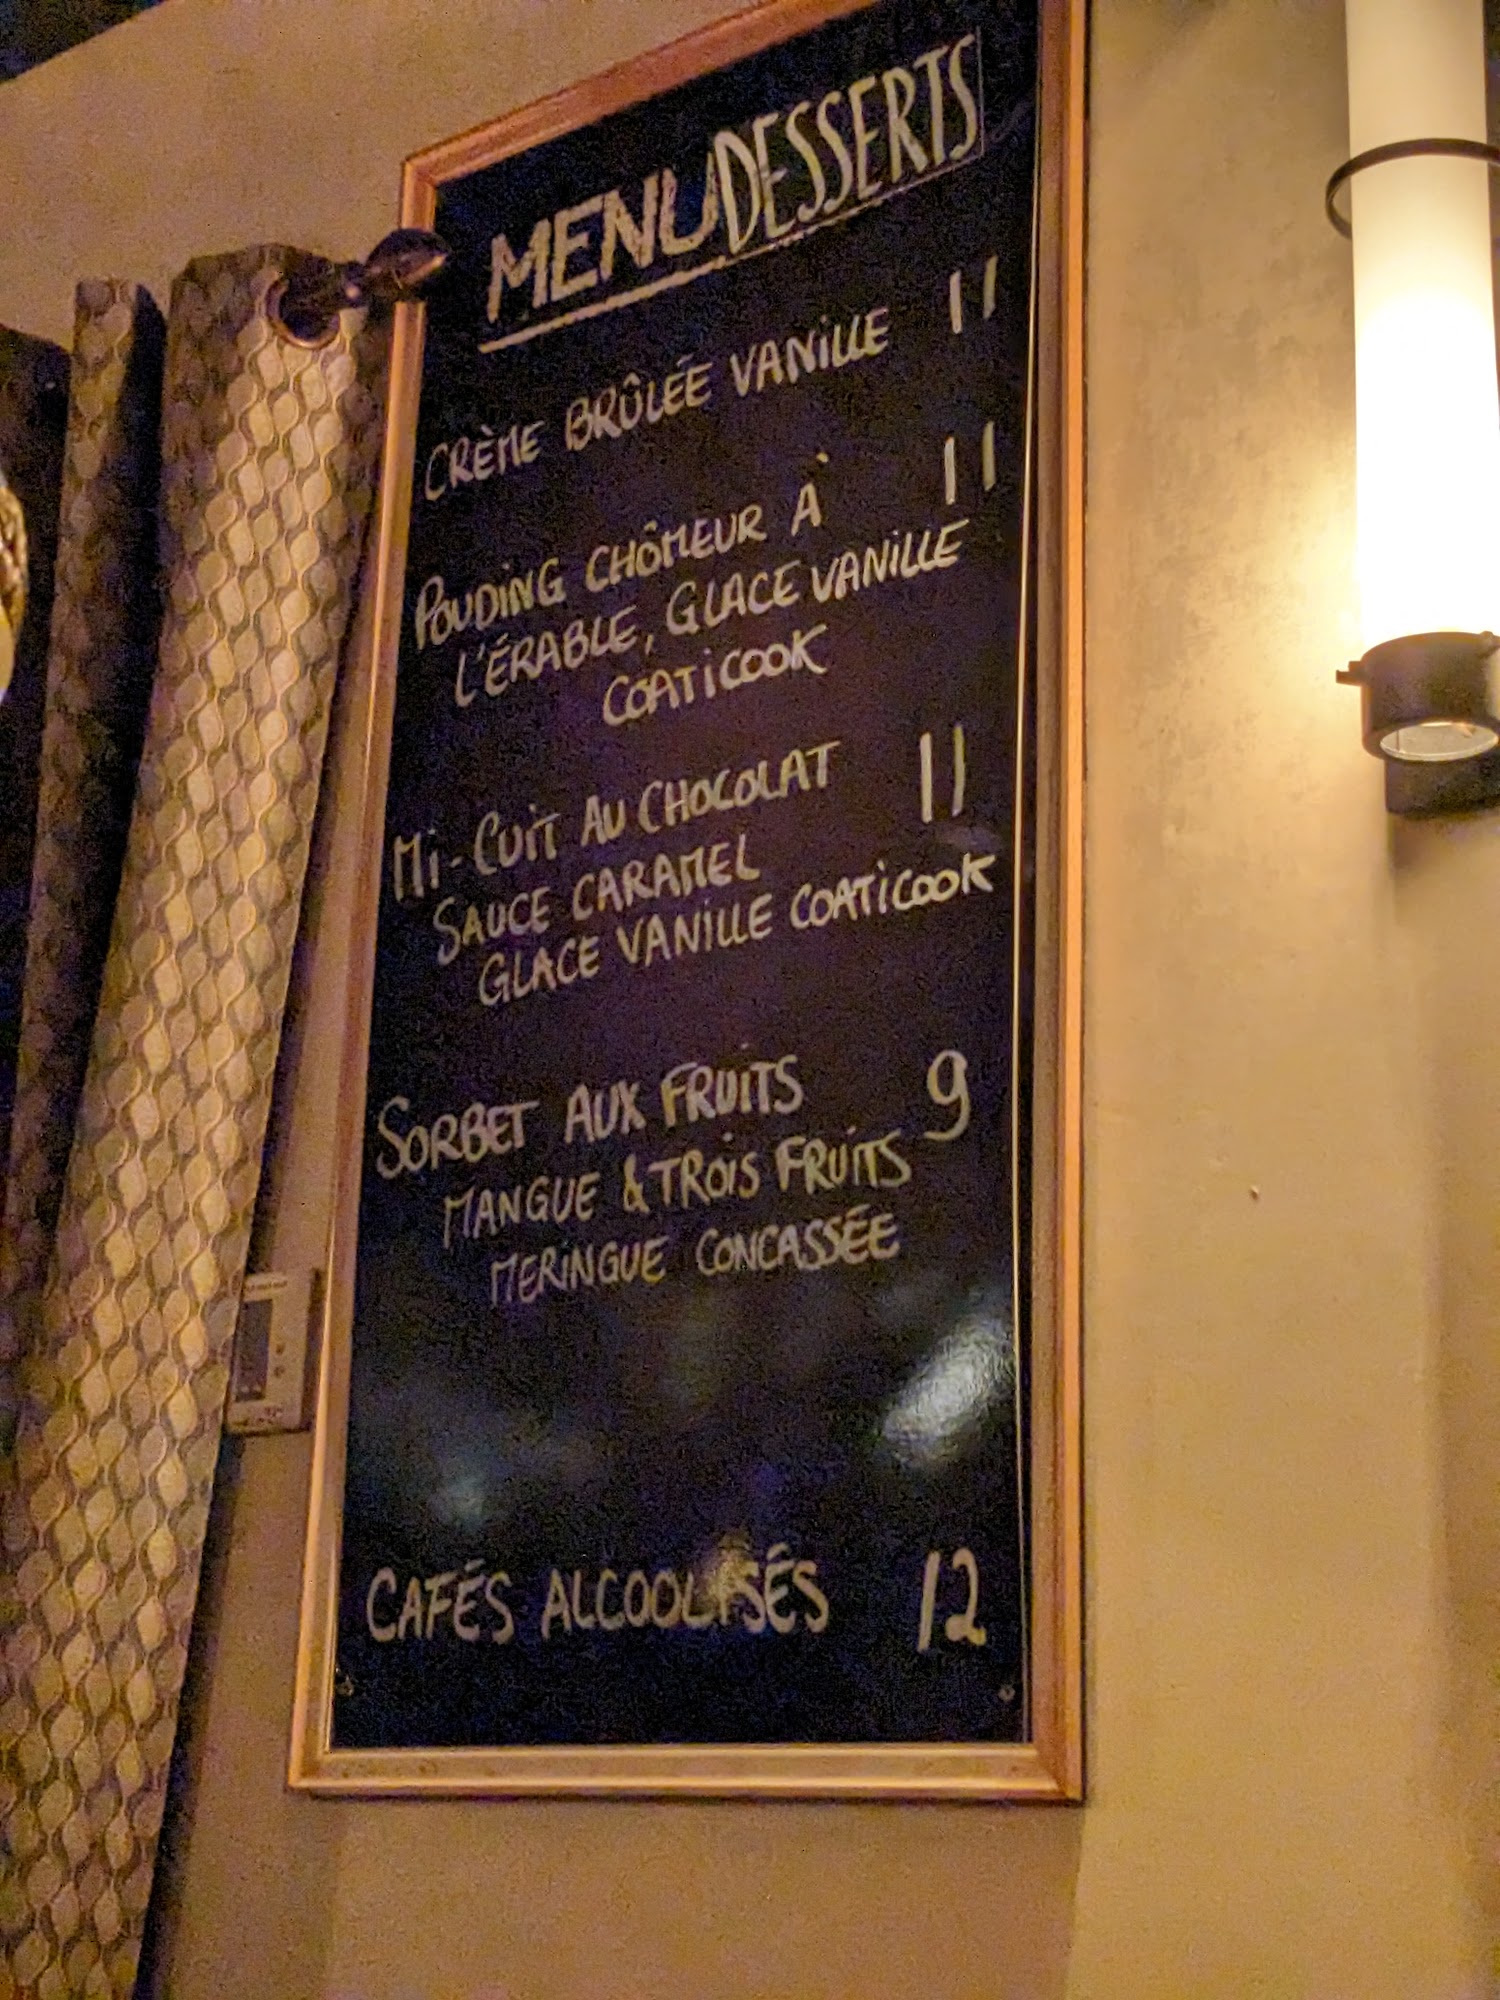 MENU DESSERTS
CRÈME BRÛLÉE VANILLE 11
POUDING CHÔMEUR À 11
L'ÉRABLE, GLACE VANILLE
COATICOOK
MI-CUIT AU CHOCOLAT 11
SAUCE CARAMEL
GLACE VANILLE COATICOOK
SORBET AUX FRUITS 9
MANGUE & TROIS FRUITS
MERINGUE CONCASSÉE
CAFÉS ALCOOLISÉS 12